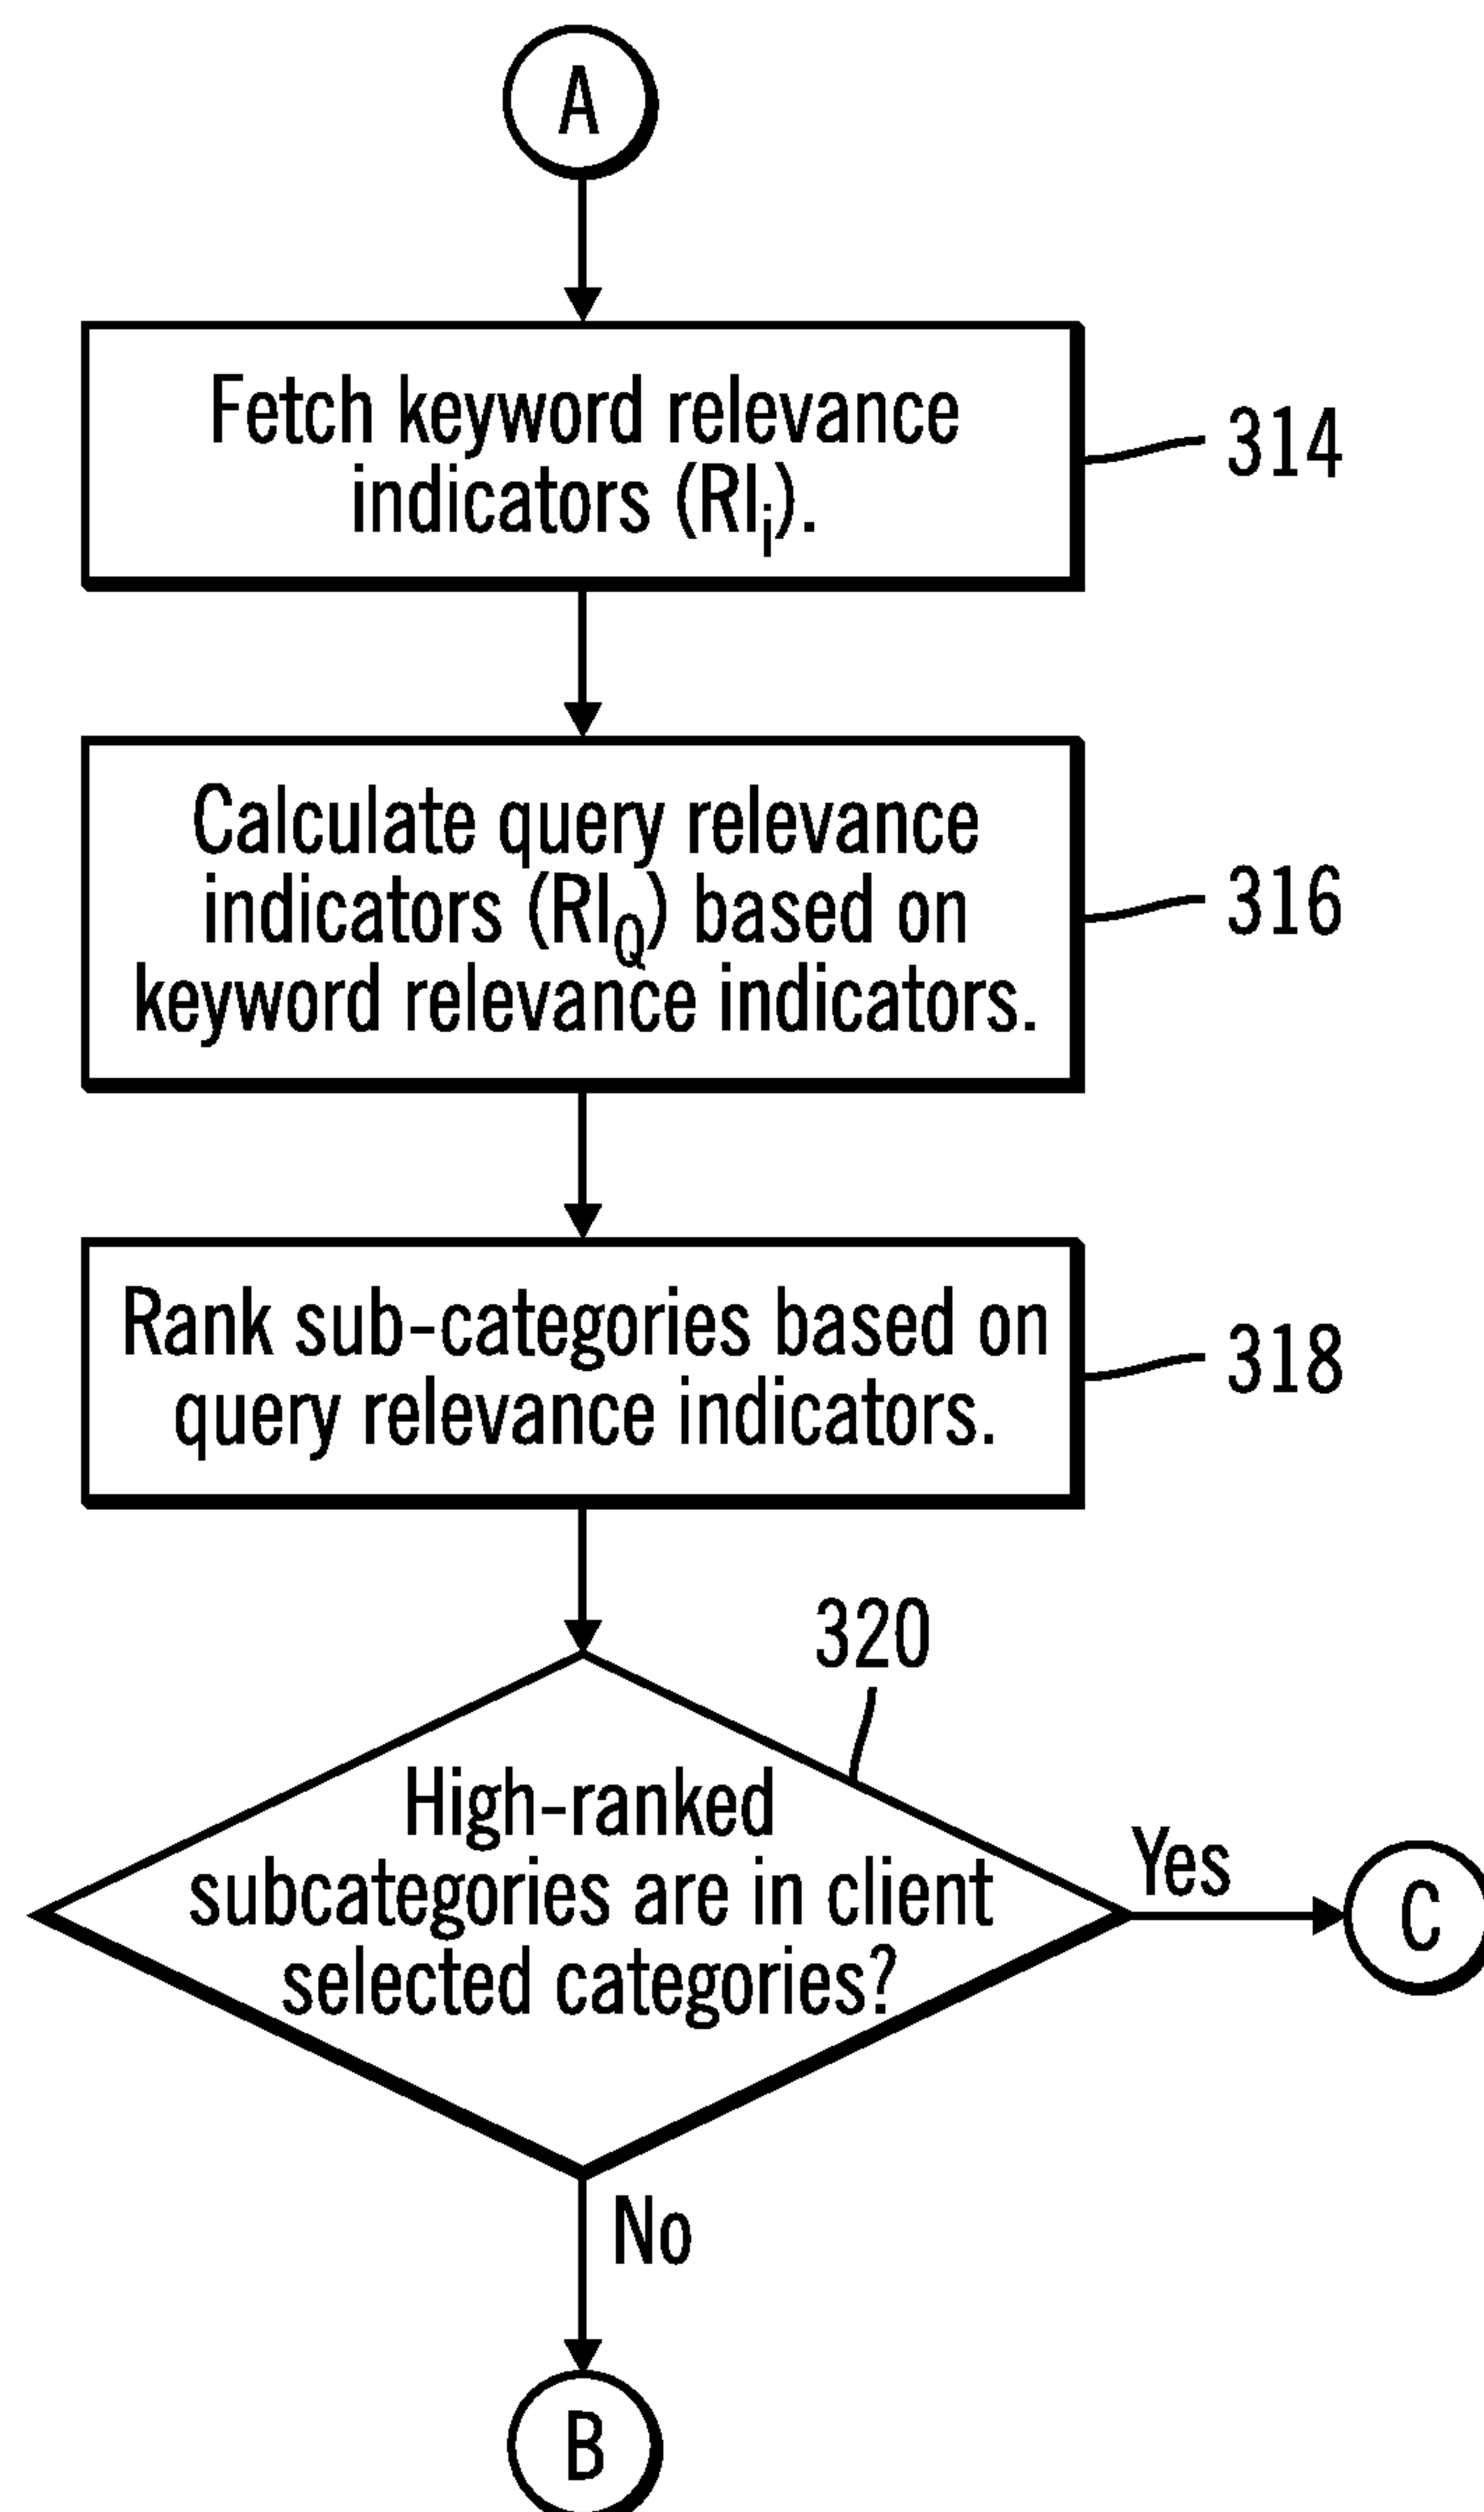 A
Fetch keyword relevance
indicators (RIi).
314
Calculate query relevance
indicators (RIQ) based on
keyword relevance indicators.
316
Rank sub-categories based on
query relevance indicators.
318
320
High-ranked
subcategories are in client
selected categories?
Yes
C
No
B